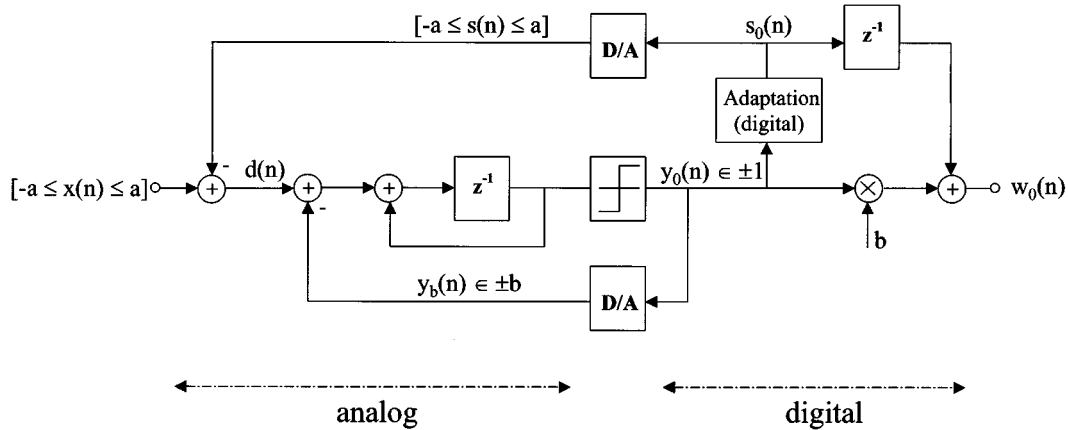 [-a ≤ s(n) ≤ a]
D/A
s₀(n)
z⁻¹
Adaptation
(digital)
[-a ≤ x(n) ≤ a]
+
-
d(n)
+
-
+
z⁻¹
y₀(n) ∈ ±1
×
b
+
w₀(n)
y_b(n) ∈ ±b
D/A
analog
digital